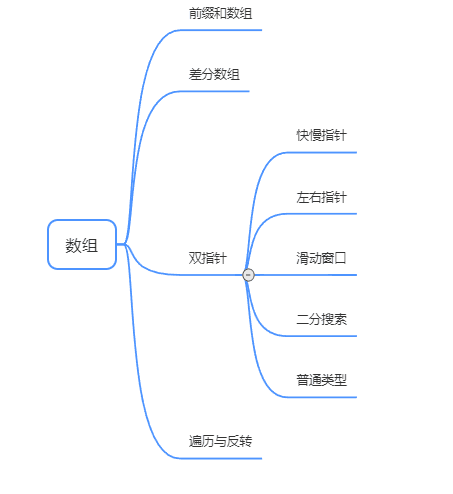 数组
前缀和数组
差分数组
双指针
快慢指针
左右指针
滑动窗口
二分搜索
普通类型
遍历与反转